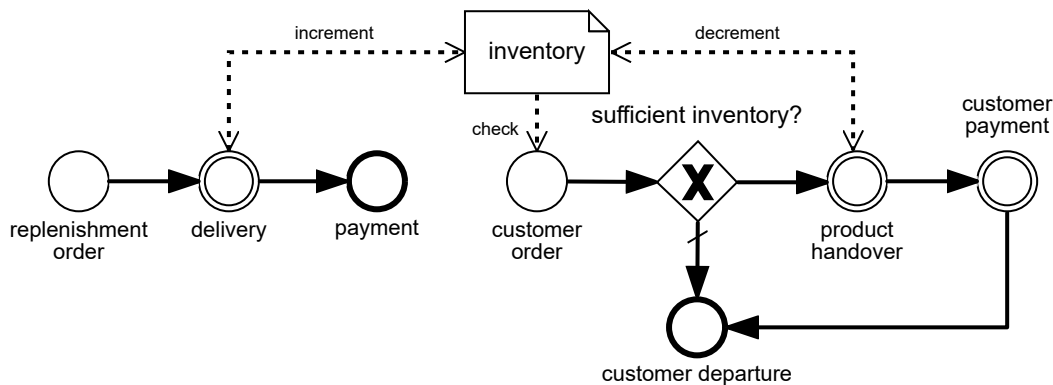 increment
inventory
decrement
check
sufficient inventory?
customer
payment
replenishment
order
delivery
payment
customer
order
X
product
handover
customer departure